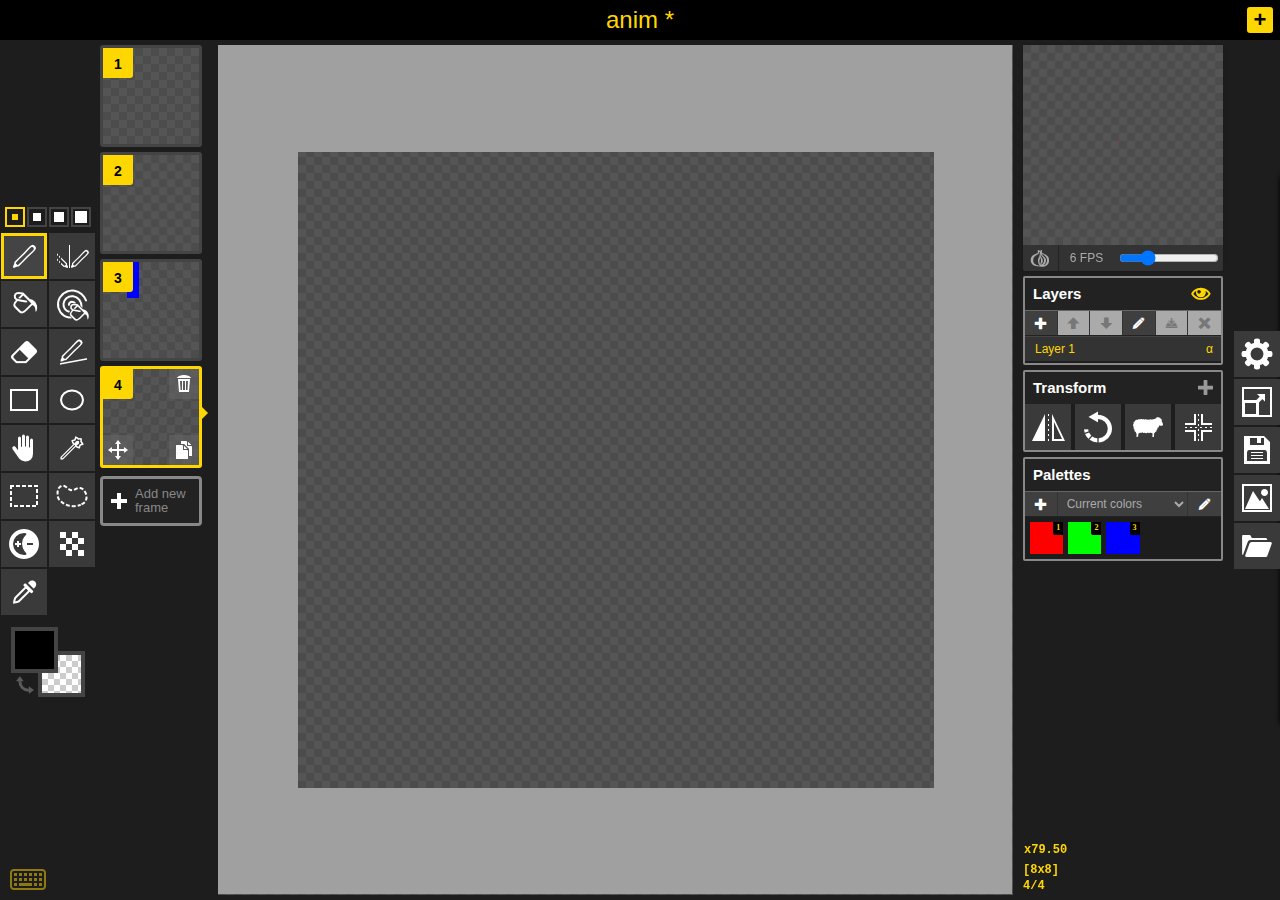 anim *
+
1
2
3
4
Add new
frame
6 FPS
Layers
Layer 1
α
Transform
Palettes
Current colors
1
2
3
x79.50
[8x8]
4/4